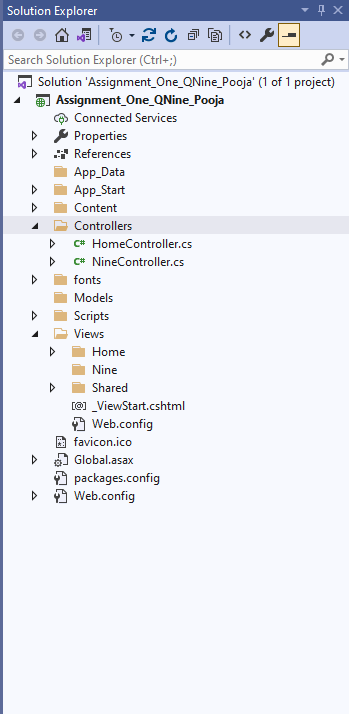 Solution Explorer
Search Solution Explorer (Ctrl+;)
Solution 'Assignment_One_QNine_Pooja' (1 of 1 project)
Assignment_One_QNine_Pooja
Connected Services
Properties
References
App_Data
App_Start
Content
Controllers
C# HomeController.cs
C# NineController.cs
fonts
Models
Scripts
Views
Home
Nine
Shared
[@] _ViewStart.cshtml
Web.config
favicon.ico
Global.asax
packages.config
Web.config